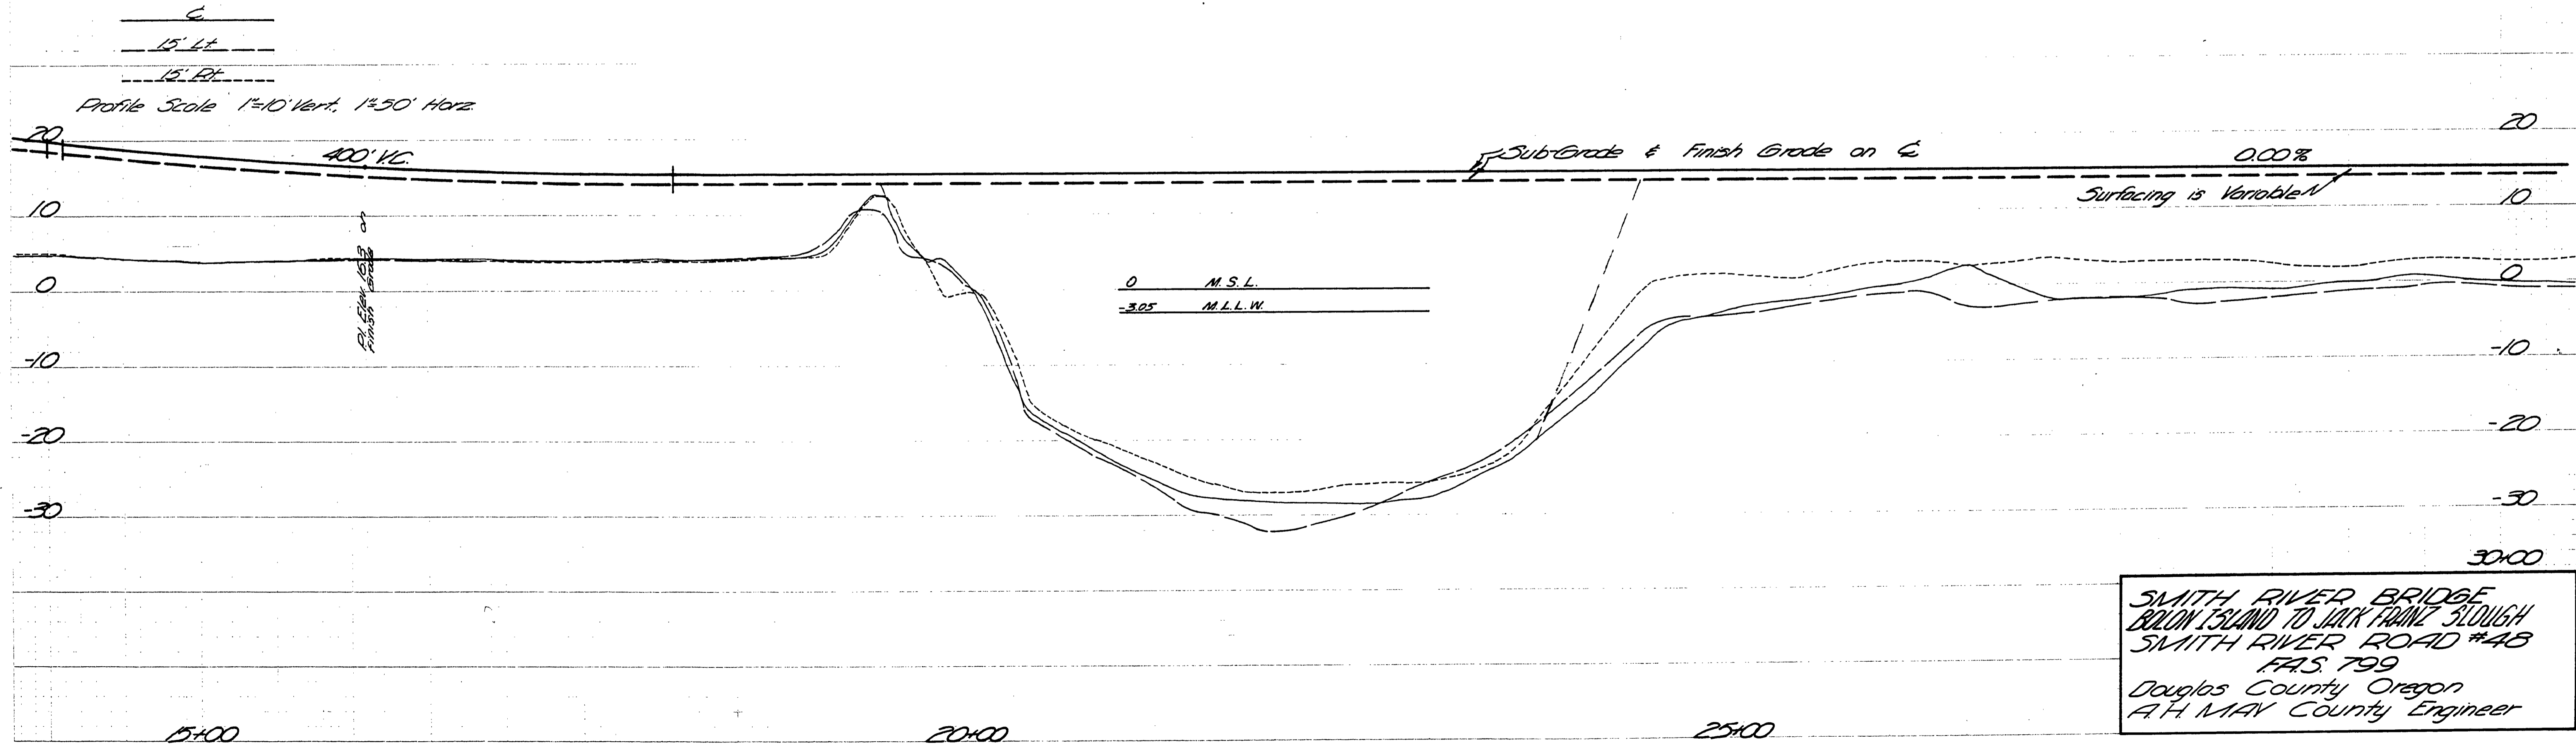 ℄
15' Lt.
15' Rt.
Profile Scale 1"=10' Vert, 1"=50' Horz.
20
20
400' V.C.
Sub-Grade & Finish Grade on ℄
0.00%
Surfacing is Variable
10
10
P.I. Elev. 15.3 on
Finish Grade
0
0
0 M.S.L.
-3.05 M.L.L.W.
-10
-10
-20
-20
-30
-30
30+00
SMITH RIVER BRIDGE
BOLON ISLAND TO JACK FRANZ SLOUGH
SMITH RIVER ROAD #48
F.A.S. 799
Douglas County Oregon
A.H. MAY County Engineer
15+00
20+00
25+00